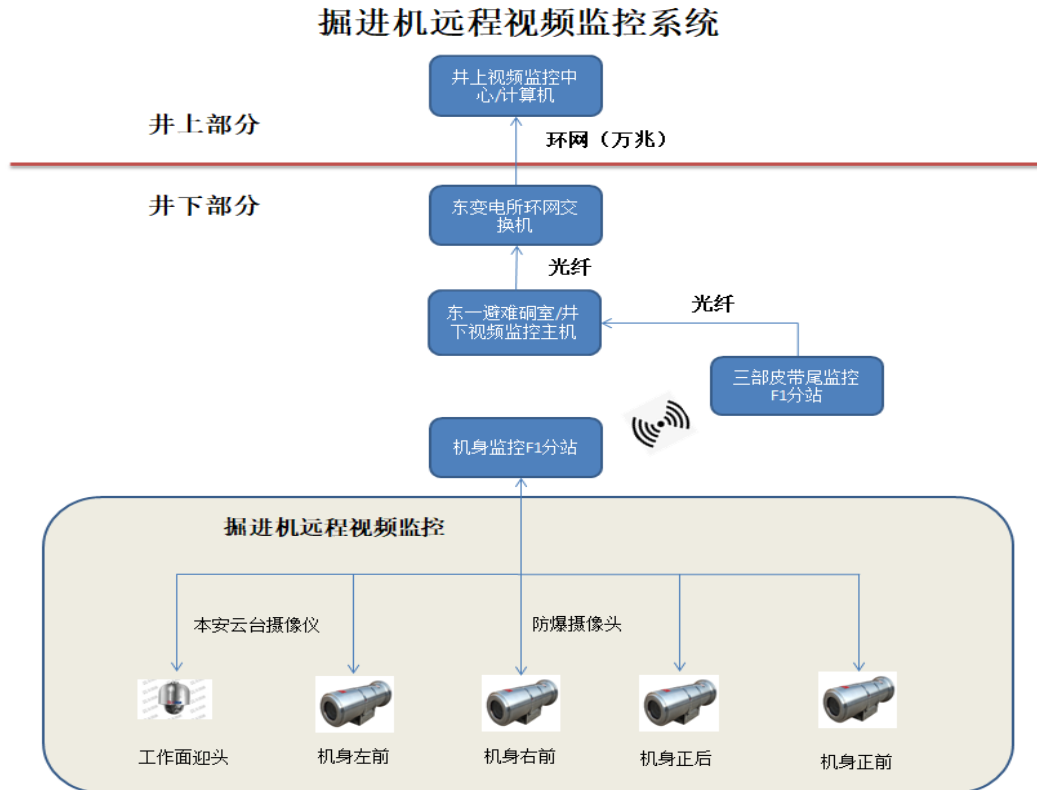 掘进机远程视频监控系统
井上视频监控中
心/计算机
井上部分
环网（万兆）
井下部分
东变电所环网交
换机
光纤
东一避难硐室/井
下视频监控主机
光纤
三部皮带尾监控
F1分站
机身监控F1分站
掘进机远程视频监控
本安云台摄像仪
防爆摄像头
工作面迎头
机身左前
机身右前
机身正后
机身正前